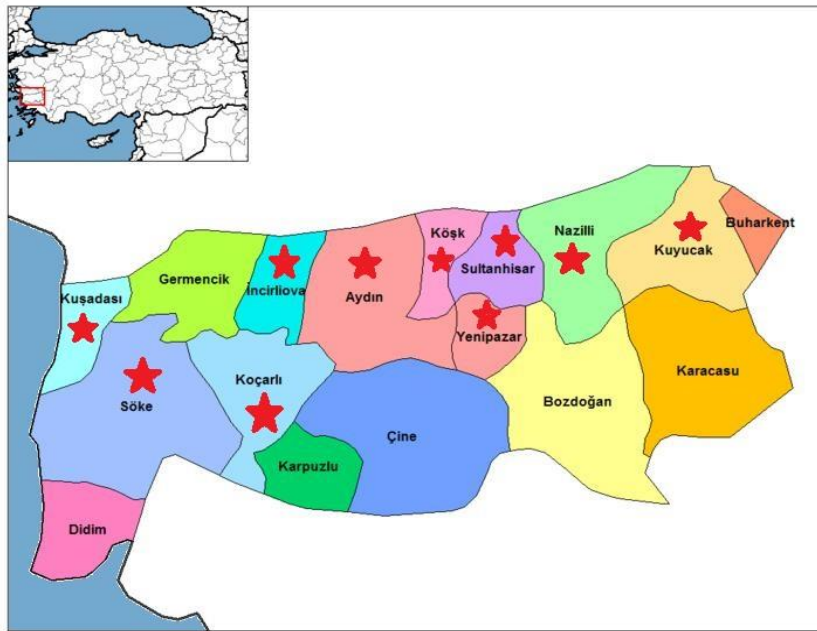 Buharkent
Nazilli
Köşk
Kuyucak
Sultanhisar
Germencik
İncirliova
Kuşadası
Aydın
Yenipazar
Karacasu
Koçarlı
Bozdoğan
Söke
Çine
Karpuzlu
Didim